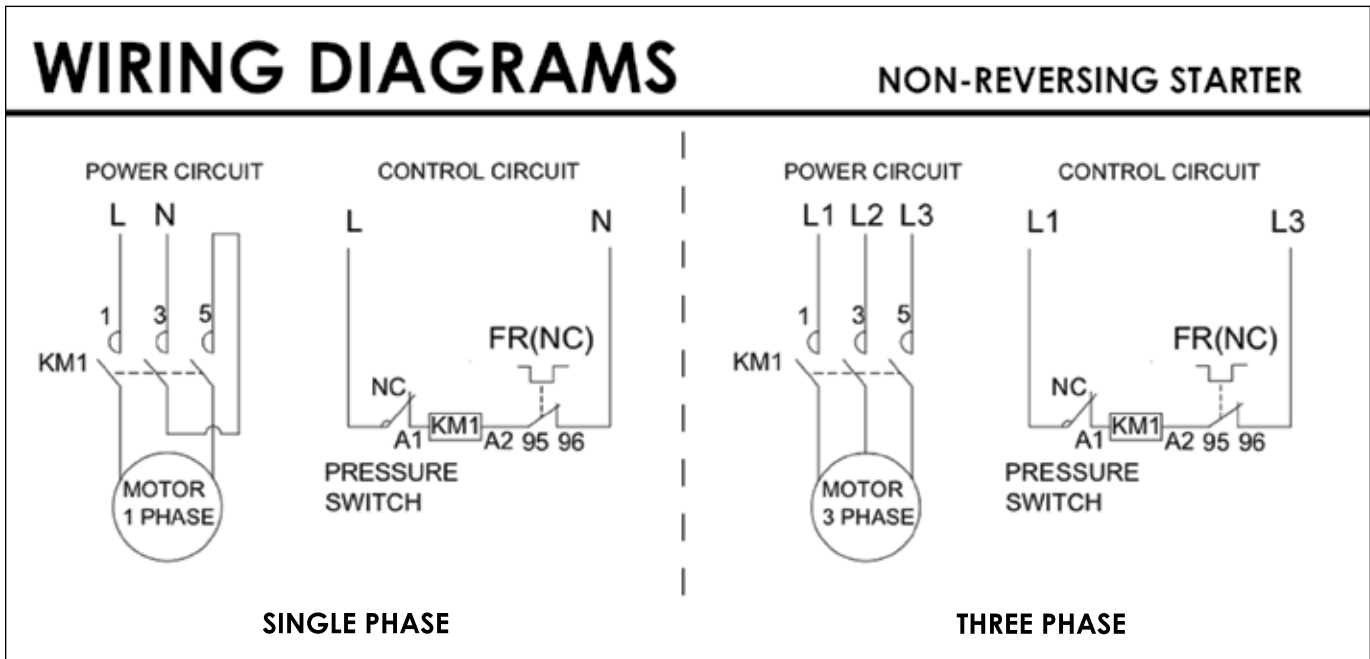 WIRING DIAGRAMS
NON-REVERSING STARTER
POWER CIRCUIT
L N
1 3 5
KM1
MOTOR
1 PHASE
CONTROL CIRCUIT
L N
FR(NC)
NC
A1 KM1 A2 95 96
PRESSURE
SWITCH
SINGLE PHASE
POWER CIRCUIT
L1 L2 L3
1 3 5
KM1
MOTOR
3 PHASE
CONTROL CIRCUIT
L1 L3
FR(NC)
NC
A1 KM1 A2 95 96
PRESSURE
SWITCH
THREE PHASE